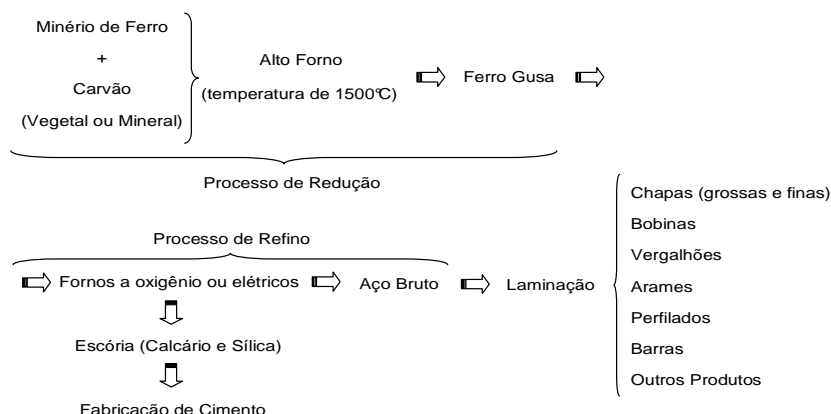 Minério de Ferro
+
Carvão
(Vegetal ou Mineral)
Alto Forno
(temperatura de 1500°C)
Ferro Gusa
Processo de Redução
Processo de Refino
Fornos a oxigênio ou elétricos
Aço Bruto
Laminação
Chapas (grossas e finas)
Bobinas
Vergalhões
Arames
Perfilados
Barras
Outros Produtos
Escória (Calcário e Sílica)
Fabricação de Cimento